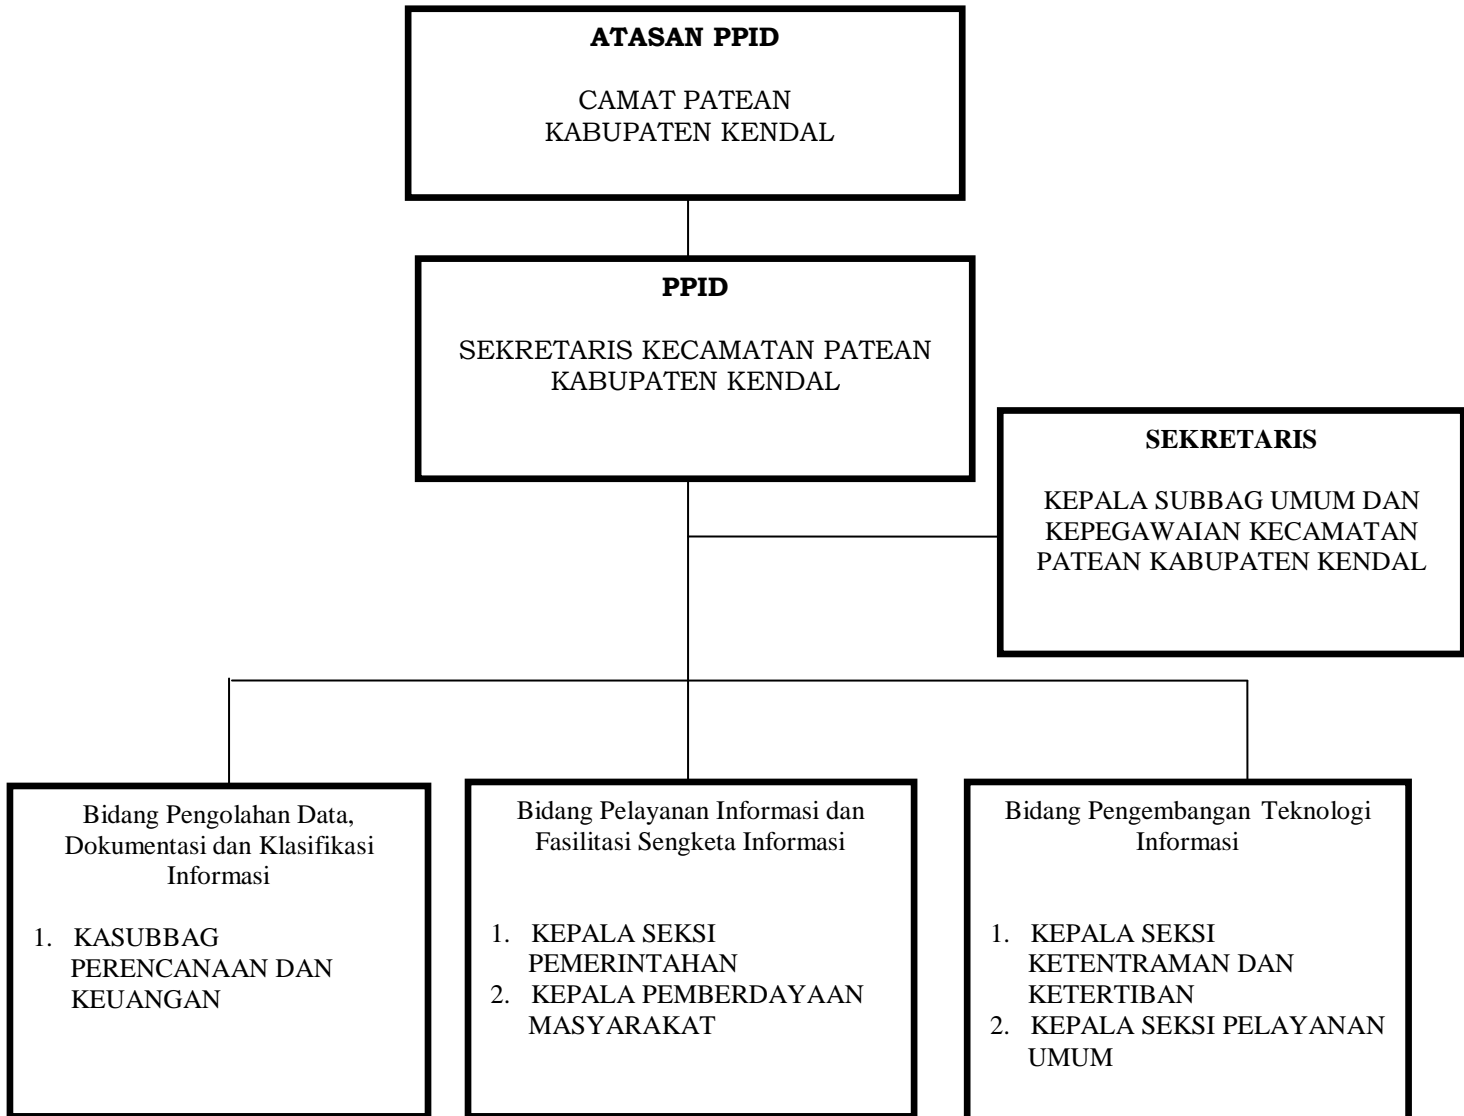 ATASAN PPID
CAMAT PATEAN
KABUPATEN KENDAL
PPID
SEKRETARIS KECAMATAN PATEAN
KABUPATEN KENDAL
SEKRETARIS
KEPALA SUBBAG UMUM DAN
KEPEGAWAIAN KECAMATAN
PATEAN KABUPATEN KENDAL
Bidang Pengolahan Data,
Dokumentasi dan Klasifikasi
Informasi
1. KASUBBAG
PERENCANAAN DAN
KEUANGAN
Bidang Pelayanan Informasi dan
Fasilitasi Sengketa Informasi
1. KEPALA SEKSI
PEMERINTAHAN
2. KEPALA PEMBERDAYAAN
MASYARAKAT
Bidang Pengembangan Teknologi
Informasi
1. KEPALA SEKSI
KETENTRAMAN DAN
KETERTIBAN
2. KEPALA SEKSI PELAYANAN
UMUM